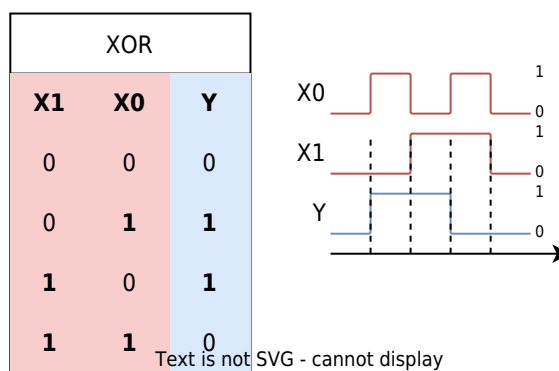 XOR
X1 X0 Y
0 0 0
0 1 1
1 0 1
1 1 0
X0 1
0
X1 1
0
Y 1
0
Text is not SVG - cannot display